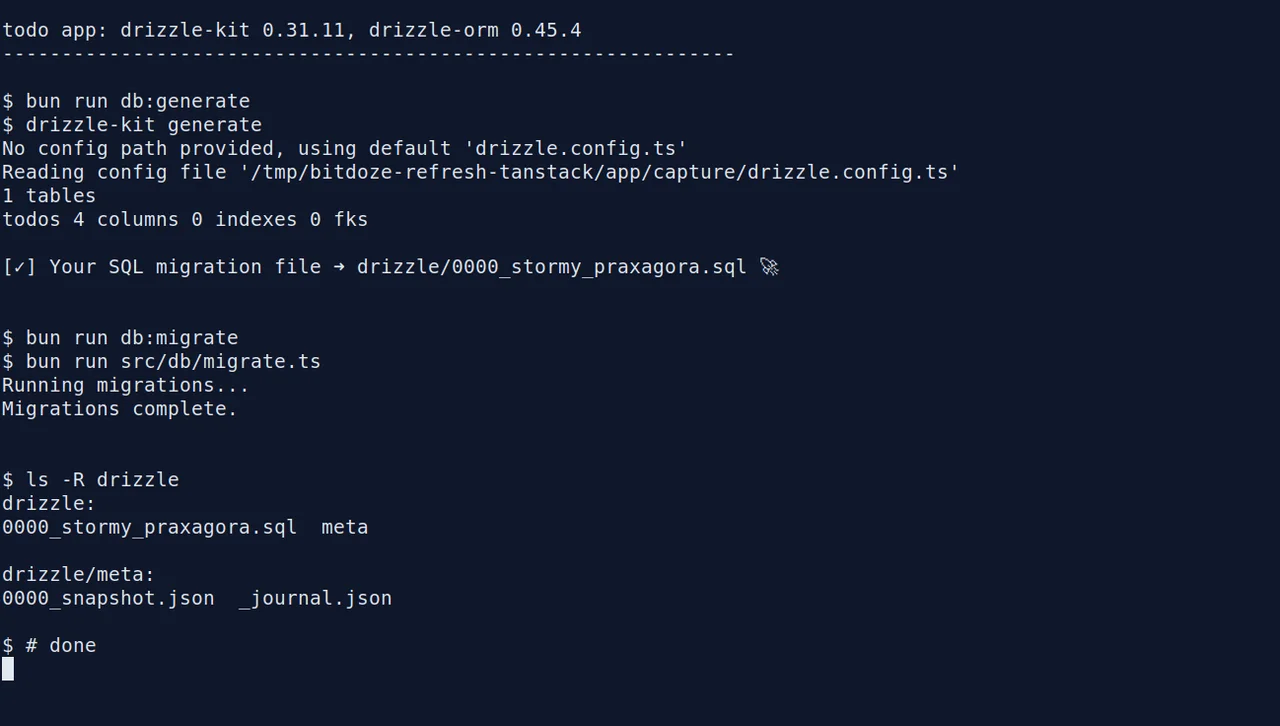 todo app: drizzle-kit 0.31.11, drizzle-orm 0.45.4
--------------------------------------------------------------
$ bun run db:generate
$ drizzle-kit generate
No config path provided, using default 'drizzle.config.ts'
Reading config file '/tmp/bitdoze-refresh-tanstack/app/capture/drizzle.config.ts'
1 tables
todos 4 columns 0 indexes 0 fks
[✓] Your SQL migration file ➜ drizzle/0000_stormy_praxagora.sql 🚀
$ bun run db:migrate
$ bun run src/db/migrate.ts
Running migrations...
Migrations complete.
$ ls -R drizzle
drizzle:
0000_stormy_praxagora.sql  meta
drizzle/meta:
0000_snapshot.json  _journal.json
$ # done